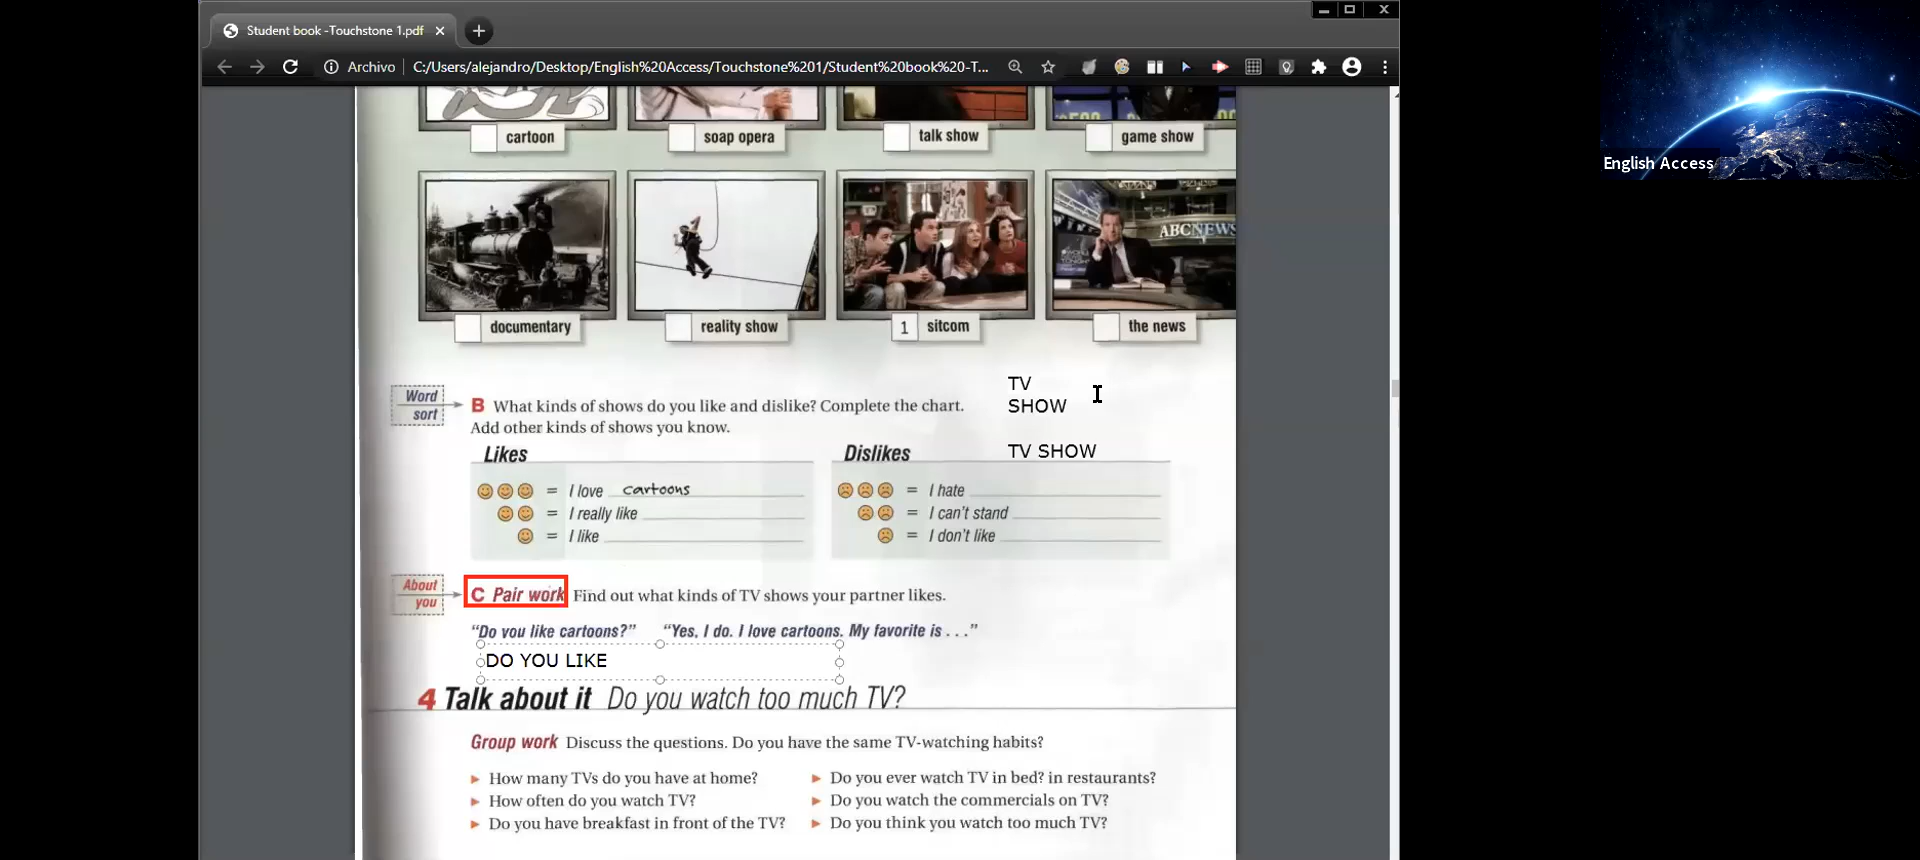 Student book -Touchstone 1.pdf
Archivo
C:/Users/alejandro/Desktop/English%20Access/Touchstone%201/Student%20book%20-T...
English Access
cartoon
soap opera
talk show
game show
ABCNEWS
documentary
reality show
1 sitcom
the news
Word sort
B What kinds of shows do you like and dislike? Complete the chart.
Add other kinds of shows you know.
TV
SHOW
TV SHOW
Likes
= I love cartoons
= I really like
= I like
Dislikes
= I hate
= I can't stand
= I don't like
About you
C Pair work Find out what kinds of TV shows your partner likes.
"Do you like cartoons?" "Yes, I do. I love cartoons. My favorite is . . ."
DO YOU LIKE
4 Talk about it Do you watch too much TV?
Group work Discuss the questions. Do you have the same TV-watching habits?
How many TVs do you have at home?
How often do you watch TV?
Do you have breakfast in front of the TV?
Do you ever watch TV in bed? in restaurants?
Do you watch the commercials on TV?
Do you think you watch too much TV?